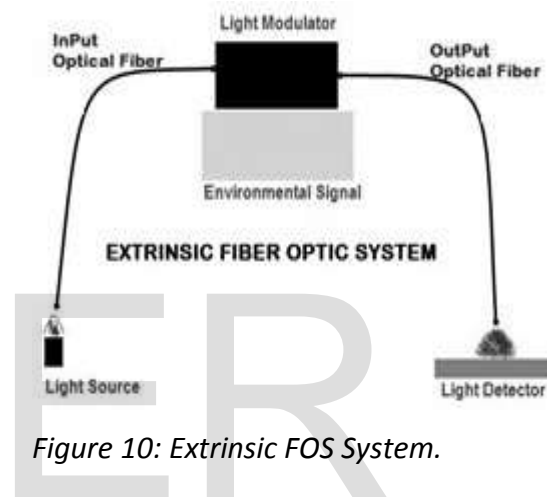 Light Modulator
InPut
Optical Fiber
OutPut
Optical Fiber
Environmental Signal
EXTRINSIC FIBER OPTIC SYSTEM
Light Source
Light Detector
ER
Figure 10: Extrinsic FOS System.